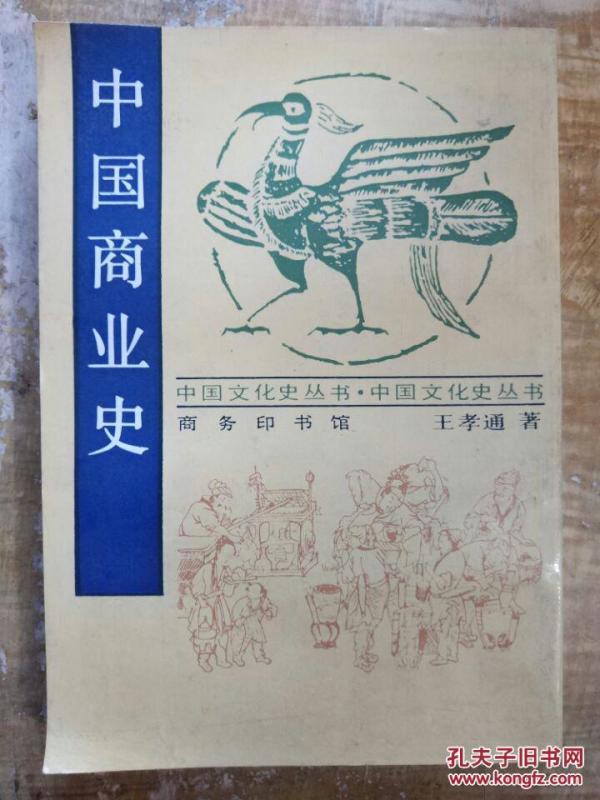 中国商业史
中国文化史丛书·中国文化史丛书
商务印书馆 王孝通 著
孔夫子旧书网
www.kongfz.com